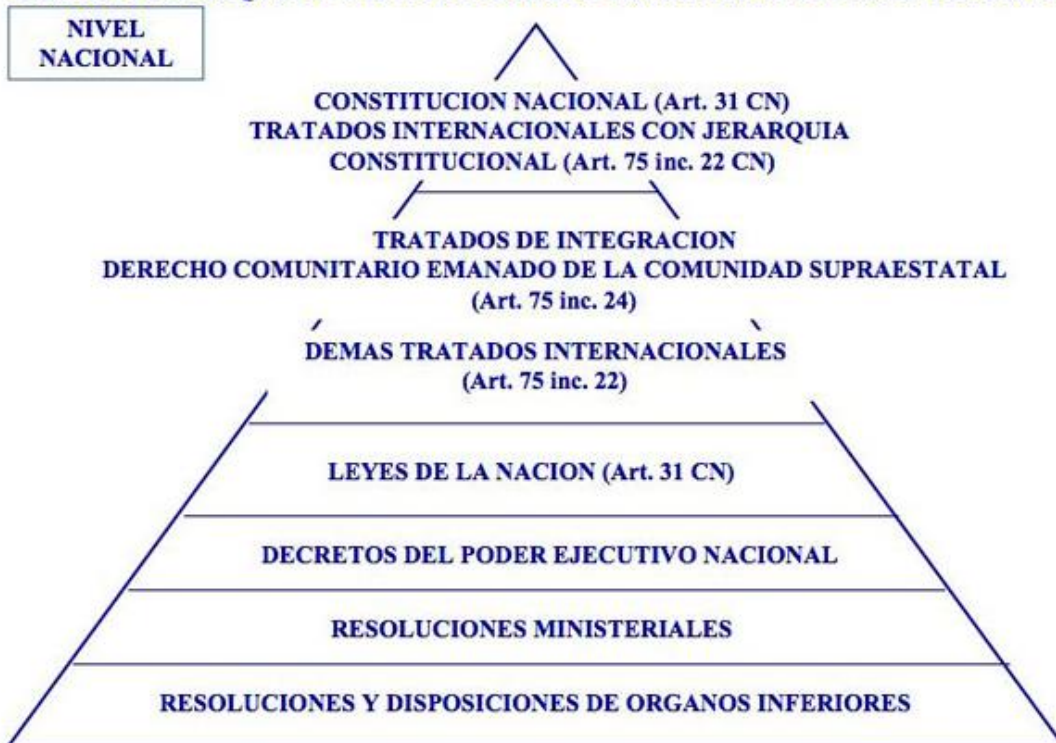 NIVEL
NACIONAL
CONSTITUCION NACIONAL (Art. 31 CN)
TRATADOS INTERNACIONALES CON JERARQUIA
CONSTITUCIONAL (Art. 75 inc. 22 CN)
TRATADOS DE INTEGRACION
DERECHO COMUNITARIO EMANADO DE LA COMUNIDAD SUPRAESTATAL
(Art. 75 inc. 24)
DEMAS TRATADOS INTERNACIONALES
(Art. 75 inc. 22)
LEYES DE LA NACION (Art. 31 CN)
DECRETOS DEL PODER EJECUTIVO NACIONAL
RESOLUCIONES MINISTERIALES
RESOLUCIONES Y DISPOSICIONES DE ORGANOS INFERIORES